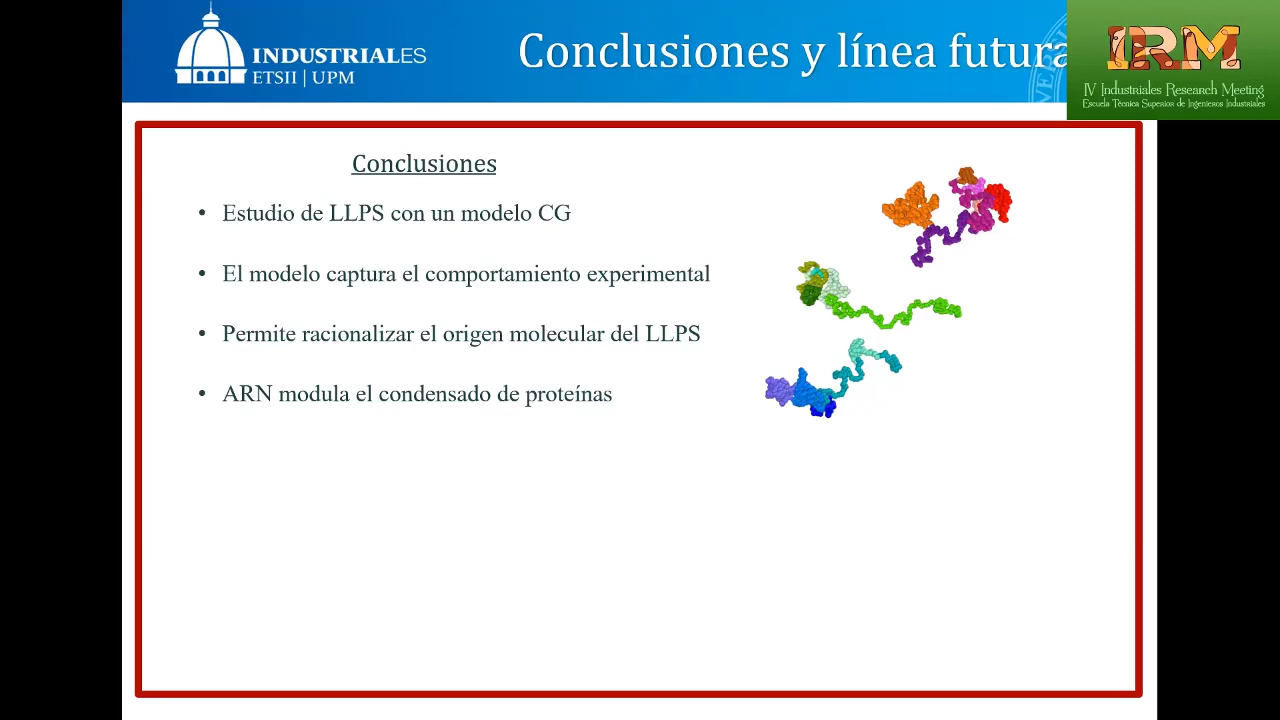 INDUSTRIALES
ETSII | UPM
Conclusiones y línea futura
IRM
IV Industriales Research Meeting
Escuela Técnica Superior de Ingenieros Industriales
Conclusiones
• Estudio de LLPS con un modelo CG
• El modelo captura el comportamiento experimental
• Permite racionalizar el origen molecular del LLPS
• ARN modula el condensado de proteínas